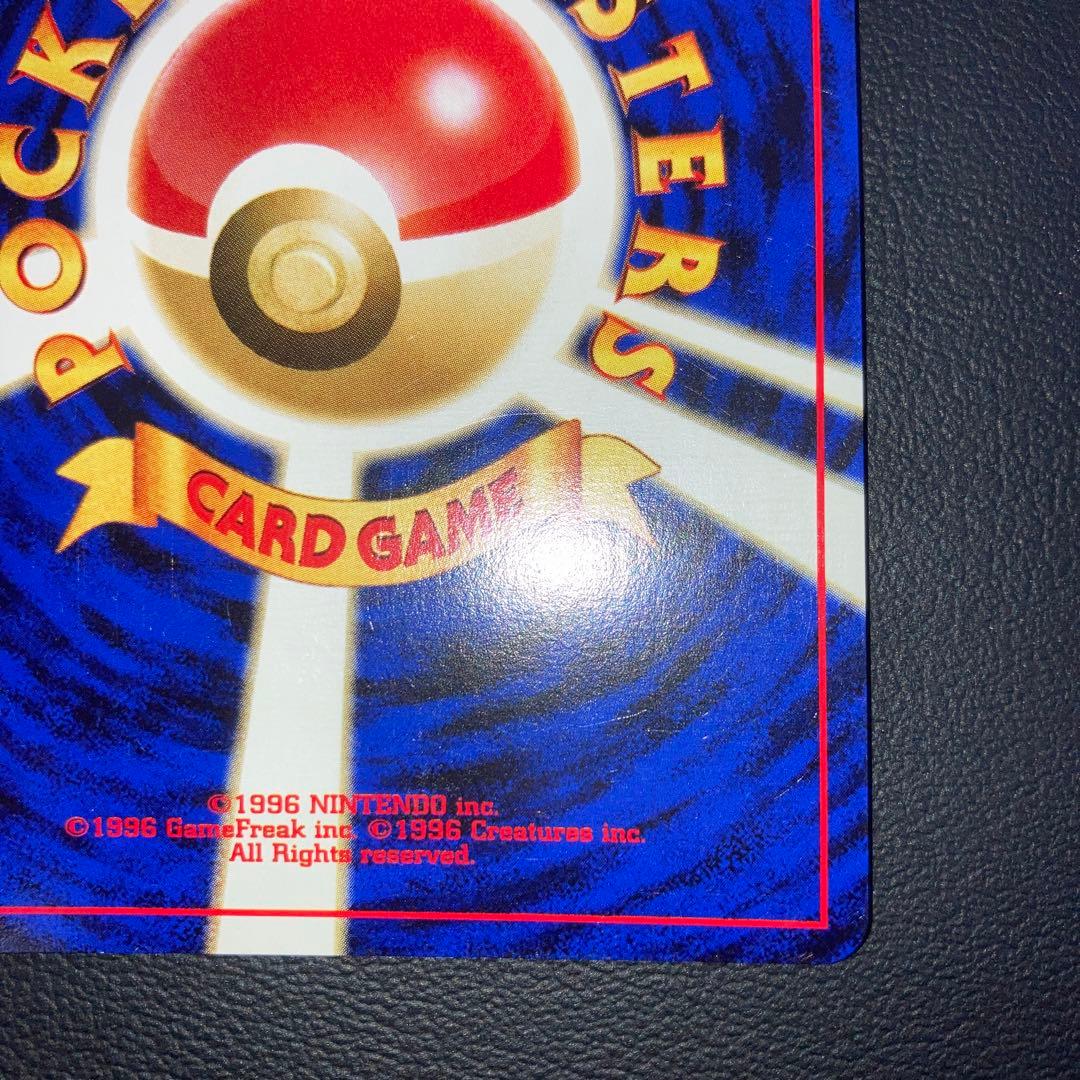 POCK
STERS
CARD GAME
©1996 NINTENDO inc.
©1996 GameFreak inc. ©1996 Creatures inc.
All Rights reserved.